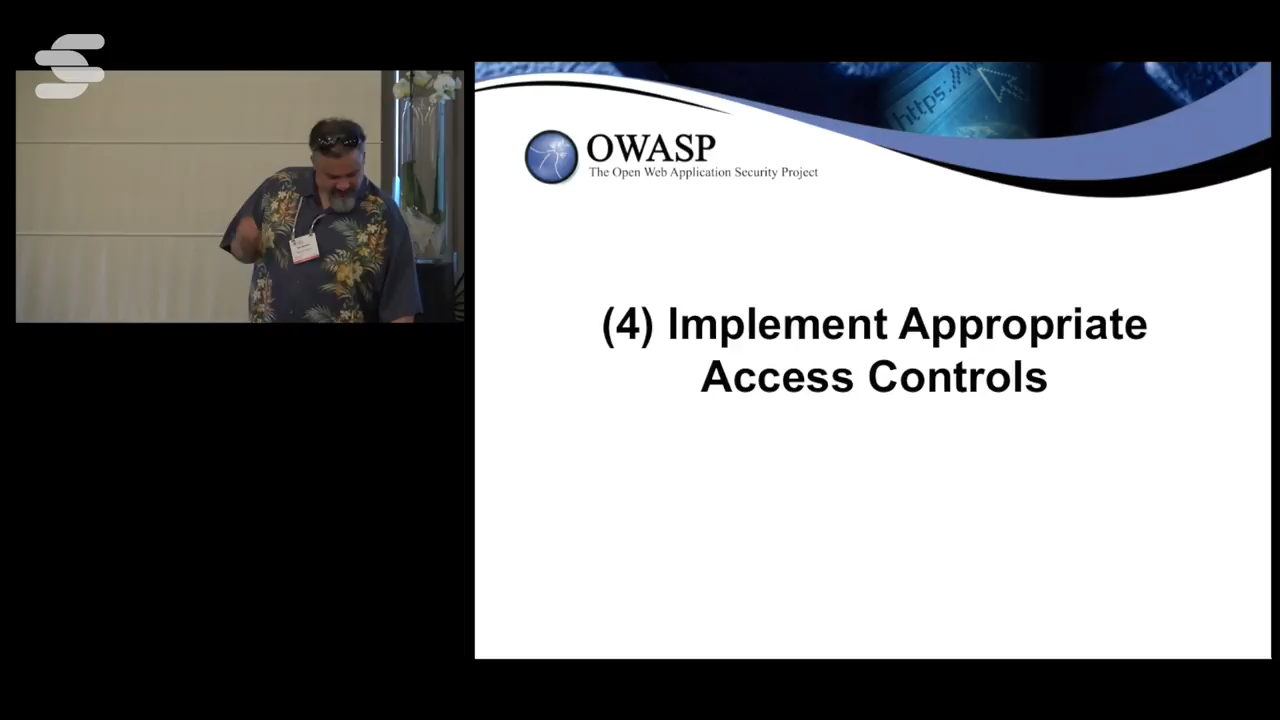 https://w
OWASP
The Open Web Application Security Project
(4) Implement Appropriate
Access Controls